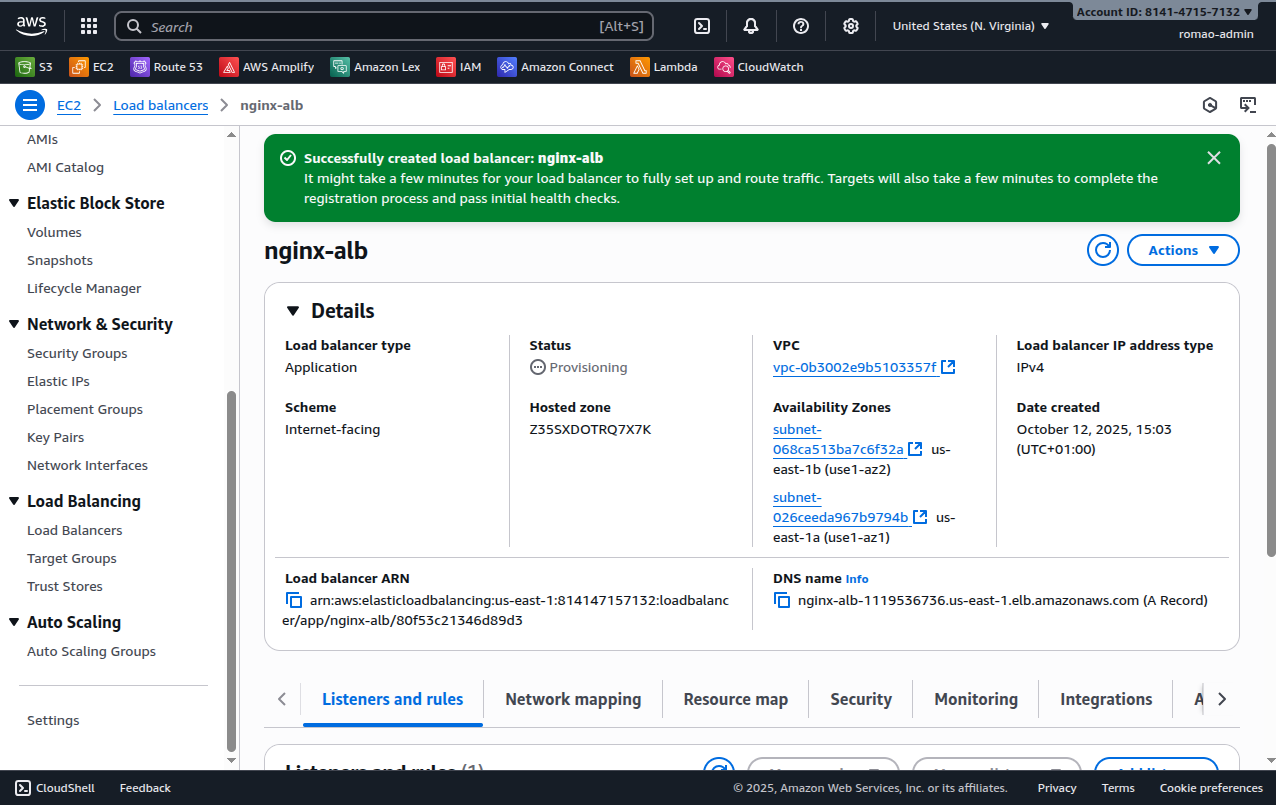 aws
Search
[Alt+S]
United States (N. Virginia)
Account ID: 8141-4715-7132
romao-admin
S3
EC2
Route 53
AWS Amplify
Amazon Lex
IAM
Amazon Connect
Lambda
CloudWatch
EC2
Load balancers
nginx-alb
AMIs
AMI Catalog
Elastic Block Store
Volumes
Snapshots
Lifecycle Manager
Network & Security
Security Groups
Elastic IPs
Placement Groups
Key Pairs
Network Interfaces
Load Balancing
Load Balancers
Target Groups
Trust Stores
Auto Scaling
Auto Scaling Groups
Settings
Successfully created load balancer: nginx-alb
It might take a few minutes for your load balancer to fully set up and route traffic. Targets will also take a few minutes to complete the
registration process and pass initial health checks.
nginx-alb
Actions
Details
Load balancer type
Application
Status
Provisioning
VPC
vpc-0b3002e9b5103357f
Load balancer IP address type
IPv4
Scheme
Internet-facing
Hosted zone
Z35SXDOTRQ7X7K
Availability Zones
subnet-
068ca513ba7c6f32a us-
east-1b (use1-az2)
subnet-
026ceeda967b9794b us-
east-1a (use1-az1)
Date created
October 12, 2025, 15:03
(UTC+01:00)
Load balancer ARN
arn:aws:elasticloadbalancing:us-east-1:814147157132:loadbalanc
er/app/nginx-alb/80f53c21346d89d3
DNS name Info
nginx-alb-1119536736.us-east-1.elb.amazonaws.com (A Record)
Listeners and rules
Network mapping
Resource map
Security
Monitoring
Integrations
Listeners and rules (1)
CloudShell
Feedback
© 2025, Amazon Web Services, Inc. or its affiliates.
Privacy
Terms
Cookie preferences